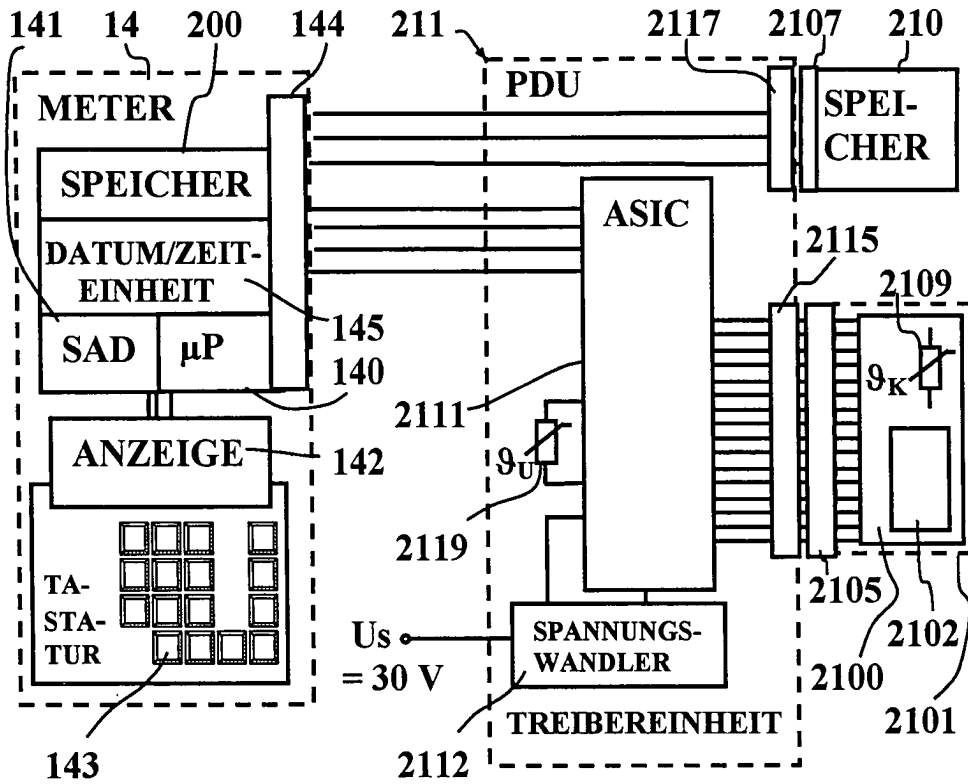 141
14
200
144
211
2117
2107
210
METER
PDU
SPEI-
CHER
SPEICHER
ASIC
DATUM/ZEIT-
EINHEIT
2115
2109
SAD
µP
145
140
2111
ϑK
ANZEIGE
142
ϑU
2119
TA-
STA-
TUR
2105
2102
Us
= 30 V
SPANNUNGS-
WANDLER
2100
2101
143
2112
TREIBEREINHEIT